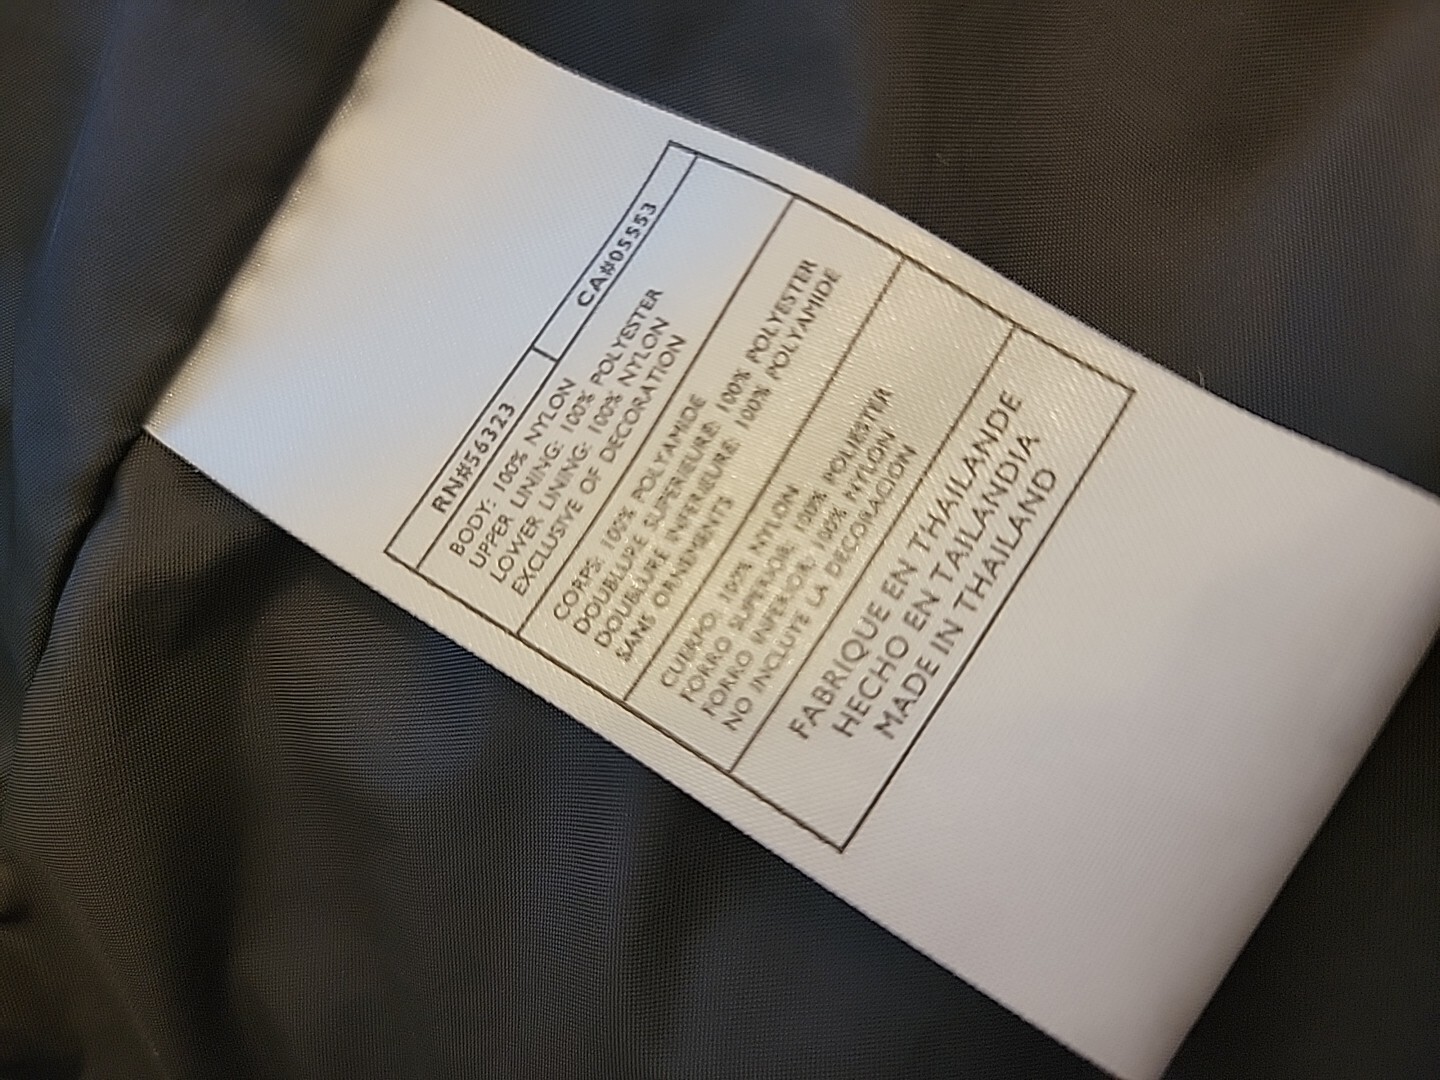 RN#56323 CA#05553
BODY: 100% NYLON
UPPER LINING: 100% POLYESTER
LOWER LINING: 100% NYLON
EXCLUSIVE OF DECORATION
CORPS: 100% POLYAMIDE
DOUBLURE SUPERIEURE: 100% POLYESTER
DOUBLURE INFERIEURE: 100% POLYAMIDE
SANS ORNEMENTS
CUERPO: 100% NYLON
FORRO SUPERIOR: 100% POLIESTER
FORRO INFERIOR: 100% NYLON
NO INCLUYE LA DECORACION
FABRIQUE EN THAILANDE
HECHO EN TAILANDIA
MADE IN THAILAND